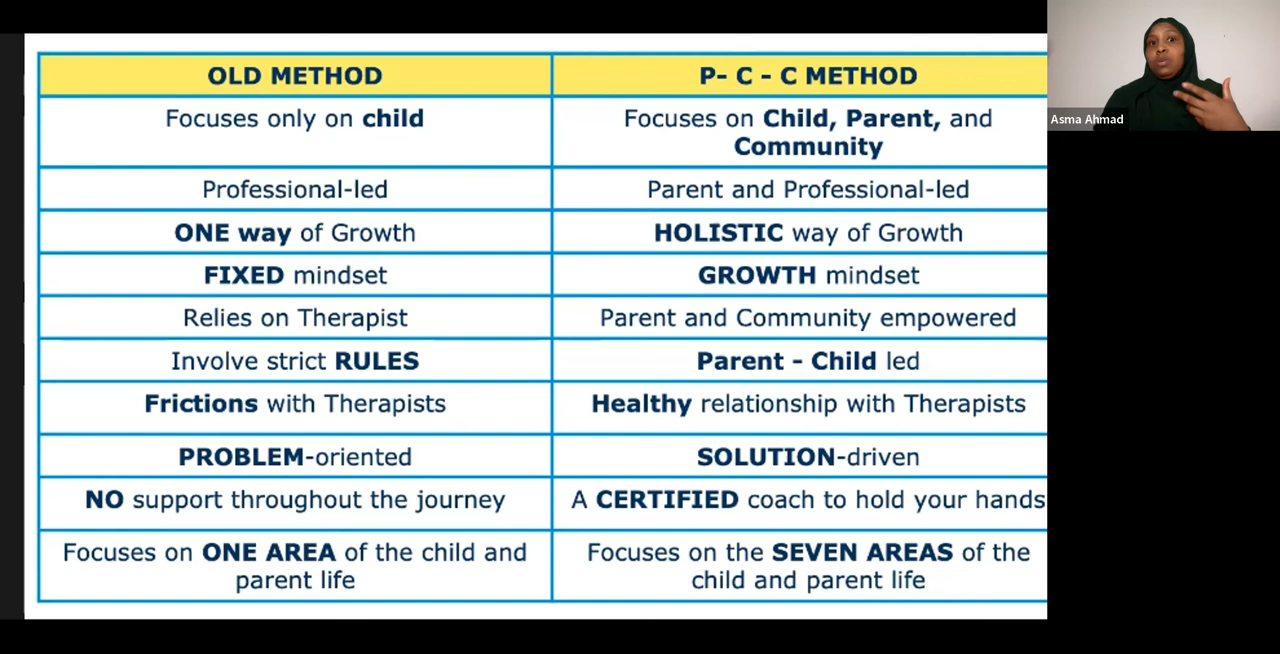 OLD METHOD
P- C - C METHOD
Focuses only on child
Focuses on Child, Parent, and
Community
Professional-led
Parent and Professional-led
ONE way of Growth
HOLISTIC way of Growth
FIXED mindset
GROWTH mindset
Relies on Therapist
Parent and Community empowered
Involve strict RULES
Parent - Child led
Frictions with Therapists
Healthy relationship with Therapists
PROBLEM-oriented
SOLUTION-driven
NO support throughout the journey
A CERTIFIED coach to hold your hands
Focuses on ONE AREA of the child and
parent life
Focuses on the SEVEN AREAS of the
child and parent life
Asma Ahmad